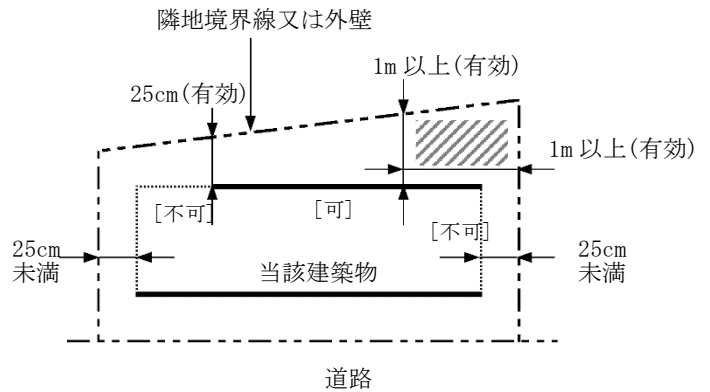 隣地境界線又は外壁
1m 以上(有効)
25cm(有効)
1m 以上(有効)
[不可]
[可]
[不可]
25cm
未満
当該建築物
25cm
未満
道路